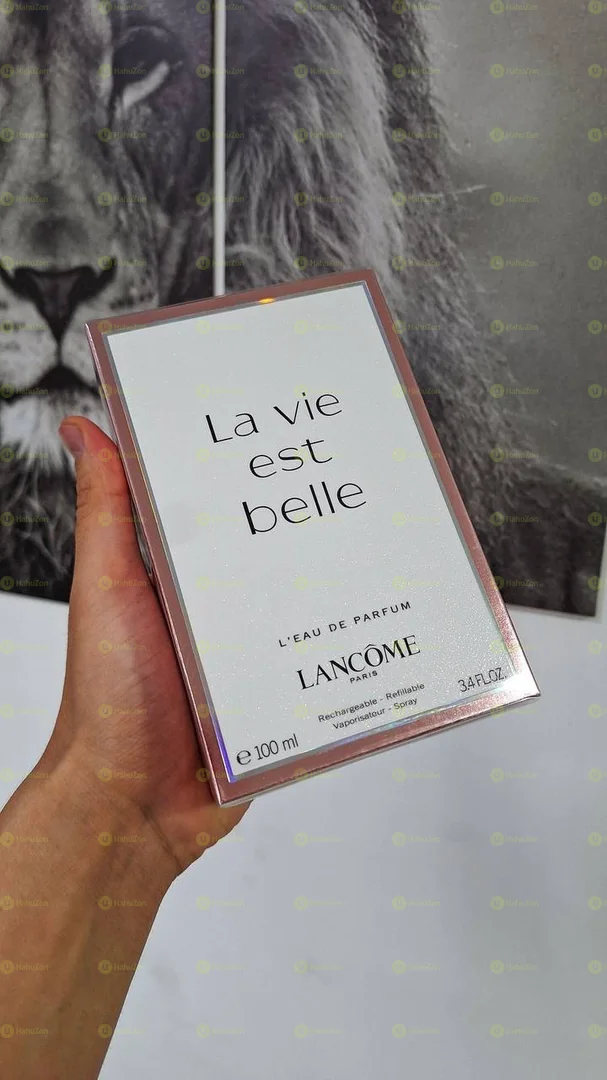 La vie
est
belle
L'EAU DE PARFUM
LANCÔME
PARIS
Rechargeable - Refillable
Vaporisateur - Spray
e 100 ml
3.4 FL.OZ.